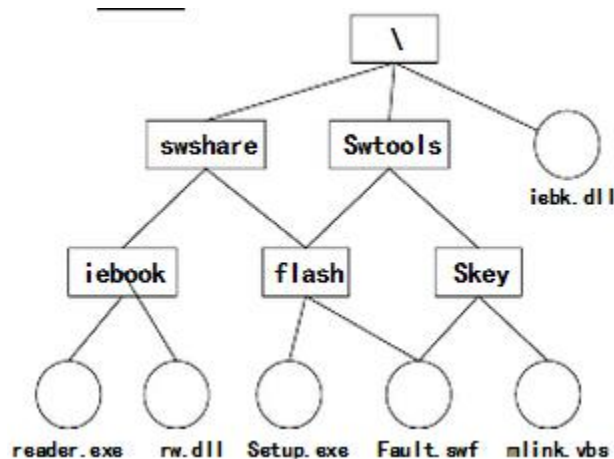 \
swshare Swtools
iebk.dll
iebook flash Skey
reader.exe rw.dll Setup.exe Fault.swf mlink.vbs